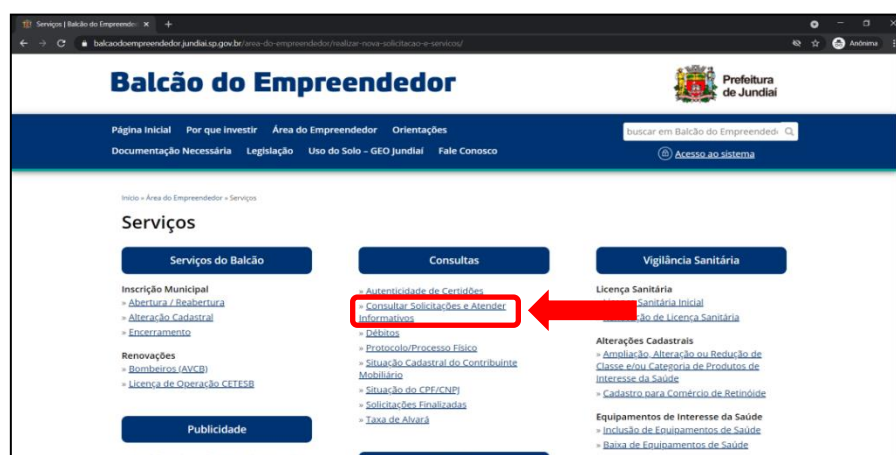 Serviços | Balcão do Empreende
balcaodoempreendedor.jundiai.sp.gov.br/area-do-empreendedor/realizar-nova-solicitacao-e-servicos/
Anônima
Balcão do Empreendedor
Prefeitura
de Jundiaí
Página Inicial Por que investir Área do Empreendedor Orientações
Documentação Necessária Legislação Uso do Solo – GEO Jundiaí Fale Conosco
buscar em Balcão do Empreended
Acesso ao sistema
Início » Área do Empreendedor » Serviços
Serviços
Serviços do Balcão
Inscrição Municipal
» Abertura / Reabertura
» Alteração Cadastral
» Encerramento
Renovações
» Bombeiros (AVCB)
» Licença de Operação CETESB
Publicidade
Consultas
» Autenticidade de Certidões
» Consultar Solicitações e Atender
Informativos
» Débitos
» Protocolo/Processo Físico
» Situação Cadastral do Contribuinte
Mobiliário
» Situação do CPF/CNPJ
» Solicitações Finalizadas
» Taxa de Alvará
Vigilância Sanitária
Licença Sanitária
Sanitária Inicial
de Licença Sanitária
Alterações Cadastrais
» Ampliação, Alteração ou Redução de
Classe e/ou Categoria de Produtos de
Interesse da Saúde
» Cadastro para Comércio de Retinóide
Equipamentos de Interesse da Saúde
» Inclusão de Equipamentos de Saúde
» Baixa de Equipamentos de Saúde